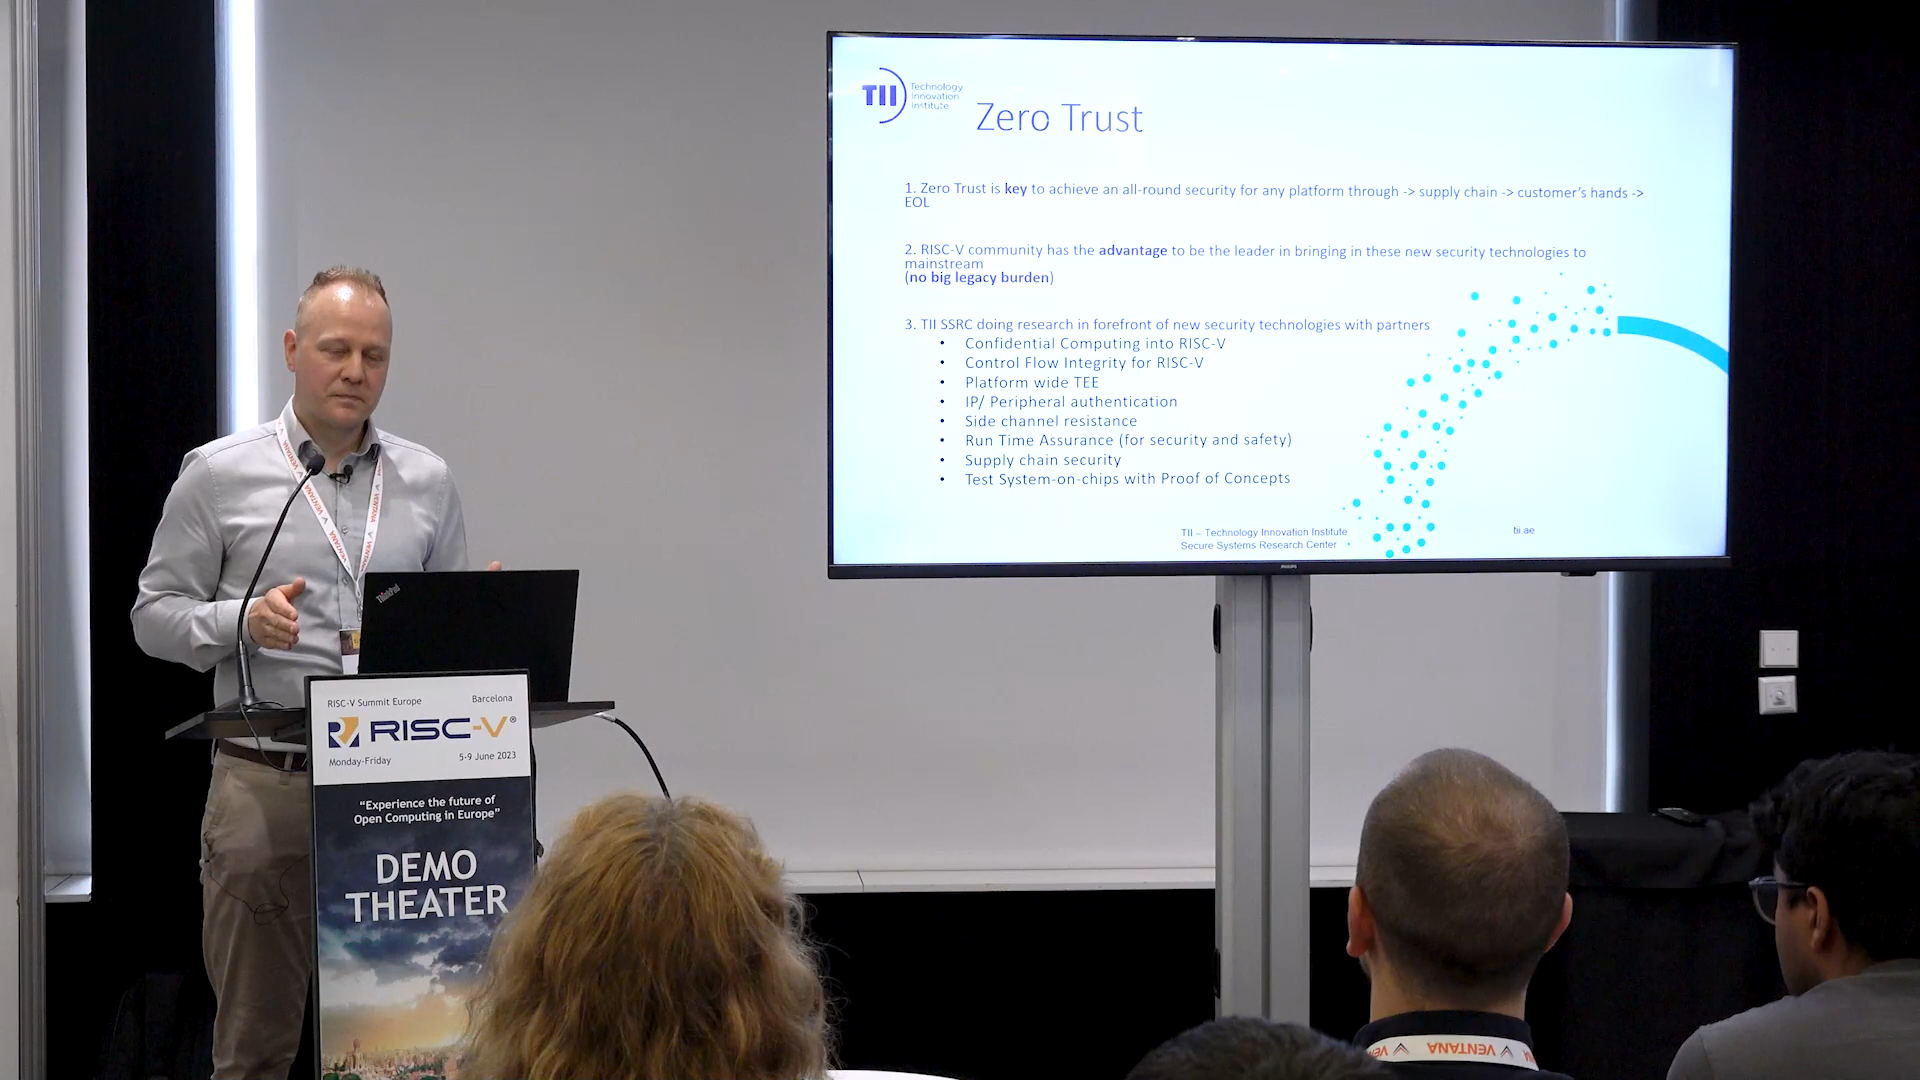 TII
Technology
Innovation
Institute
Zero Trust
1. Zero Trust is key to achieve an all-round security for any platform through -> supply chain -> customer's hands ->
EOL
2. RISC-V community has the advantage to be the leader in bringing in these new security technologies to
mainstream
(no big legacy burden)
3. TII SSRC doing research in forefront of new security technologies with partners
• Confidential Computing into RISC-V
• Control Flow Integrity for RISC-V
• Platform wide TEE
• IP/ Peripheral authentication
• Side channel resistance
• Run Time Assurance (for security and safety)
• Supply chain security
• Test System-on-chips with Proof of Concepts
TII – Technology Innovation Institute
Secure Systems Research Center
tii.ae
PHILIPS
VENTANA
VENTANA
VENTANA
ThinkPad
RISC-V Summit Europe
Barcelona
RISC-V®
Monday-Friday
5-9 June 2023
"Experience the future of
Open Computing in Europe"
DEMO
THEATER
VENTANA